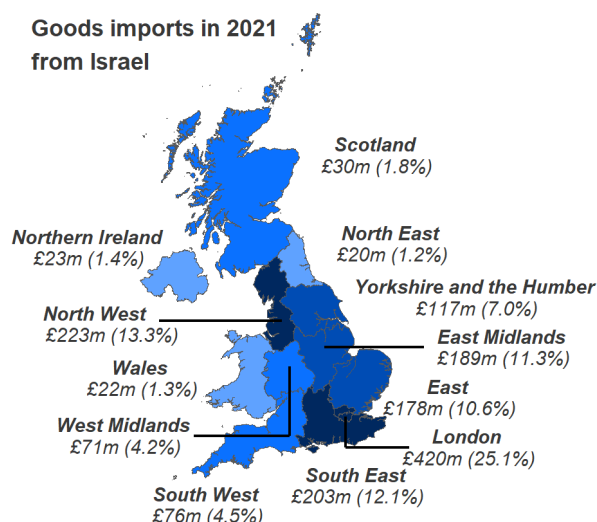 Goods imports in 2021
from Israel
Scotland
£30m (1.8%)
Northern Ireland
£23m (1.4%)
North East
£20m (1.2%)
Yorkshire and the Humber
£117m (7.0%)
North West
£223m (13.3%)
East Midlands
£189m (11.3%)
Wales
£22m (1.3%)
East
£178m (10.6%)
West Midlands
£71m (4.2%)
London
£420m (25.1%)
South East
£203m (12.1%)
South West
£76m (4.5%)